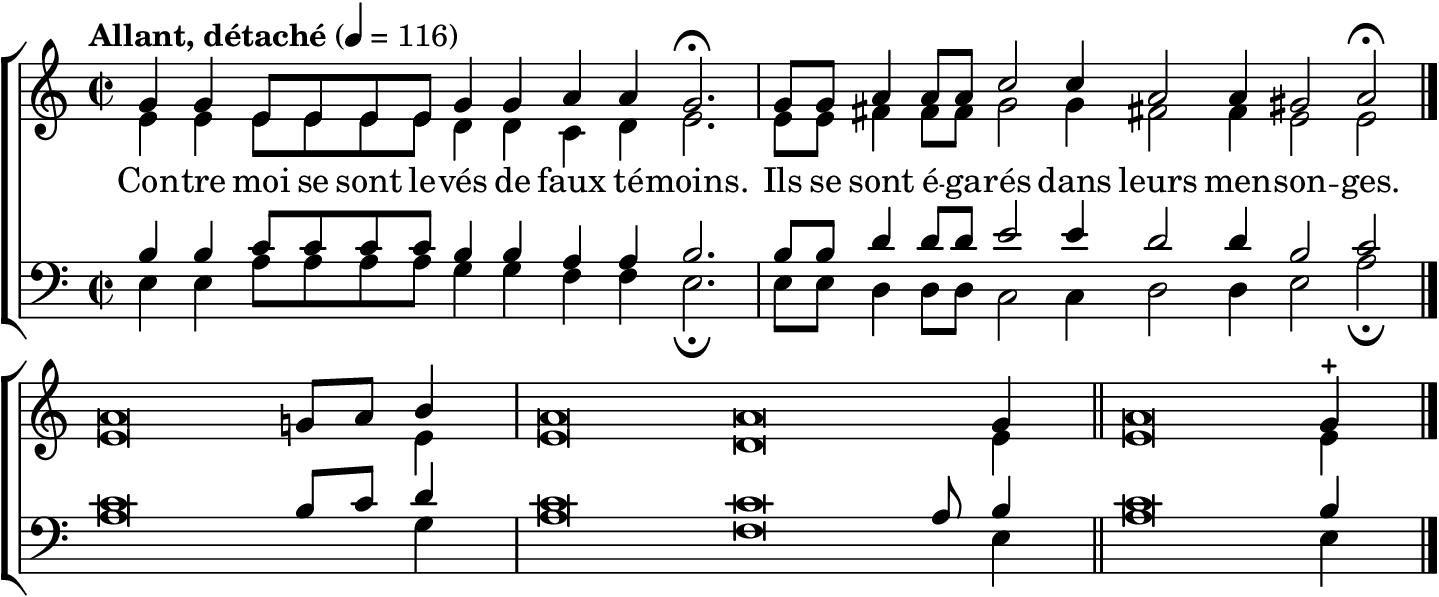 Allant, détaché (♩ = 116)
Contre moi se sont levés de faux témoins. Ils se sont é-garés dans leurs menson-ges.